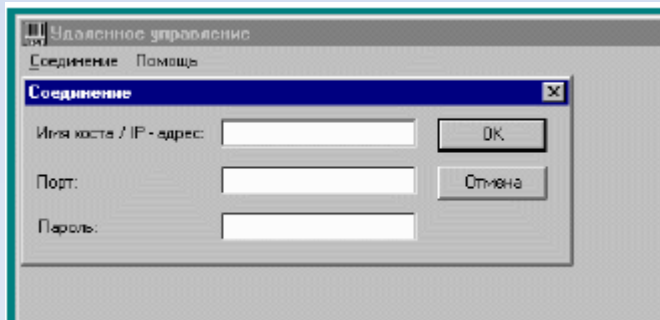 Удаленное управление
Соединение Помощь
Соединение
Имя хоста / IP - адрес:
OK
Порт:
Отмена
Пароль: